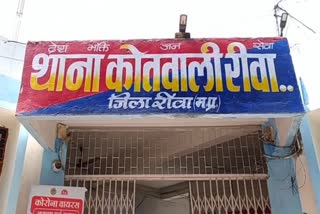 देश भक्ति जन सेवा
थाना कोतवाली रीवा..
जिला रीवा (म.प्र.)
कोरोना वायरस